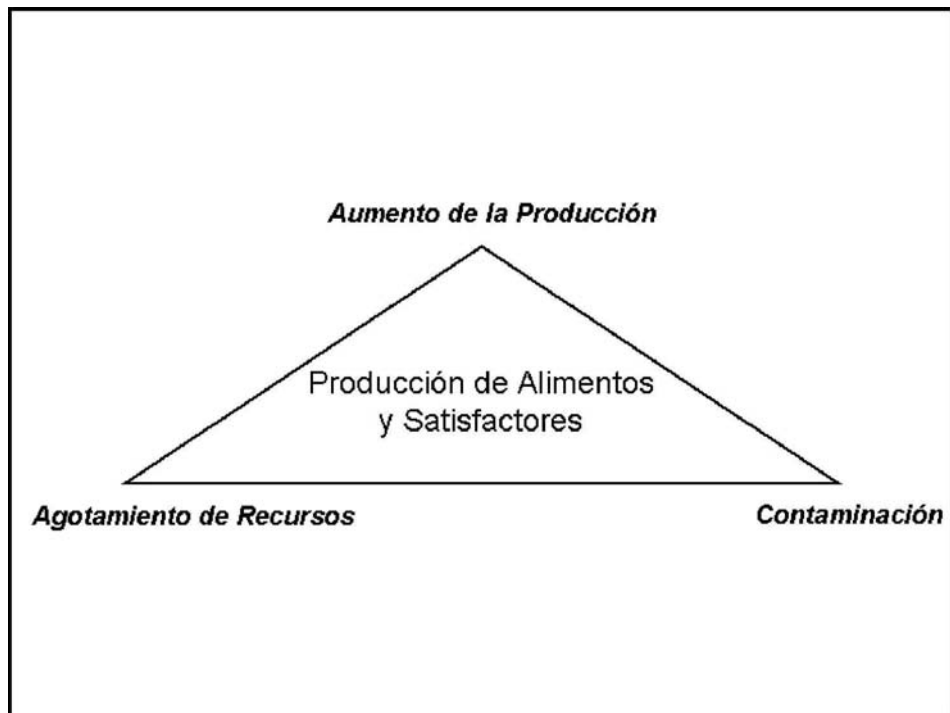 Aumento de la Producción
Producción de Alimentos
y Satisfactores
Agotamiento de Recursos
Contaminación